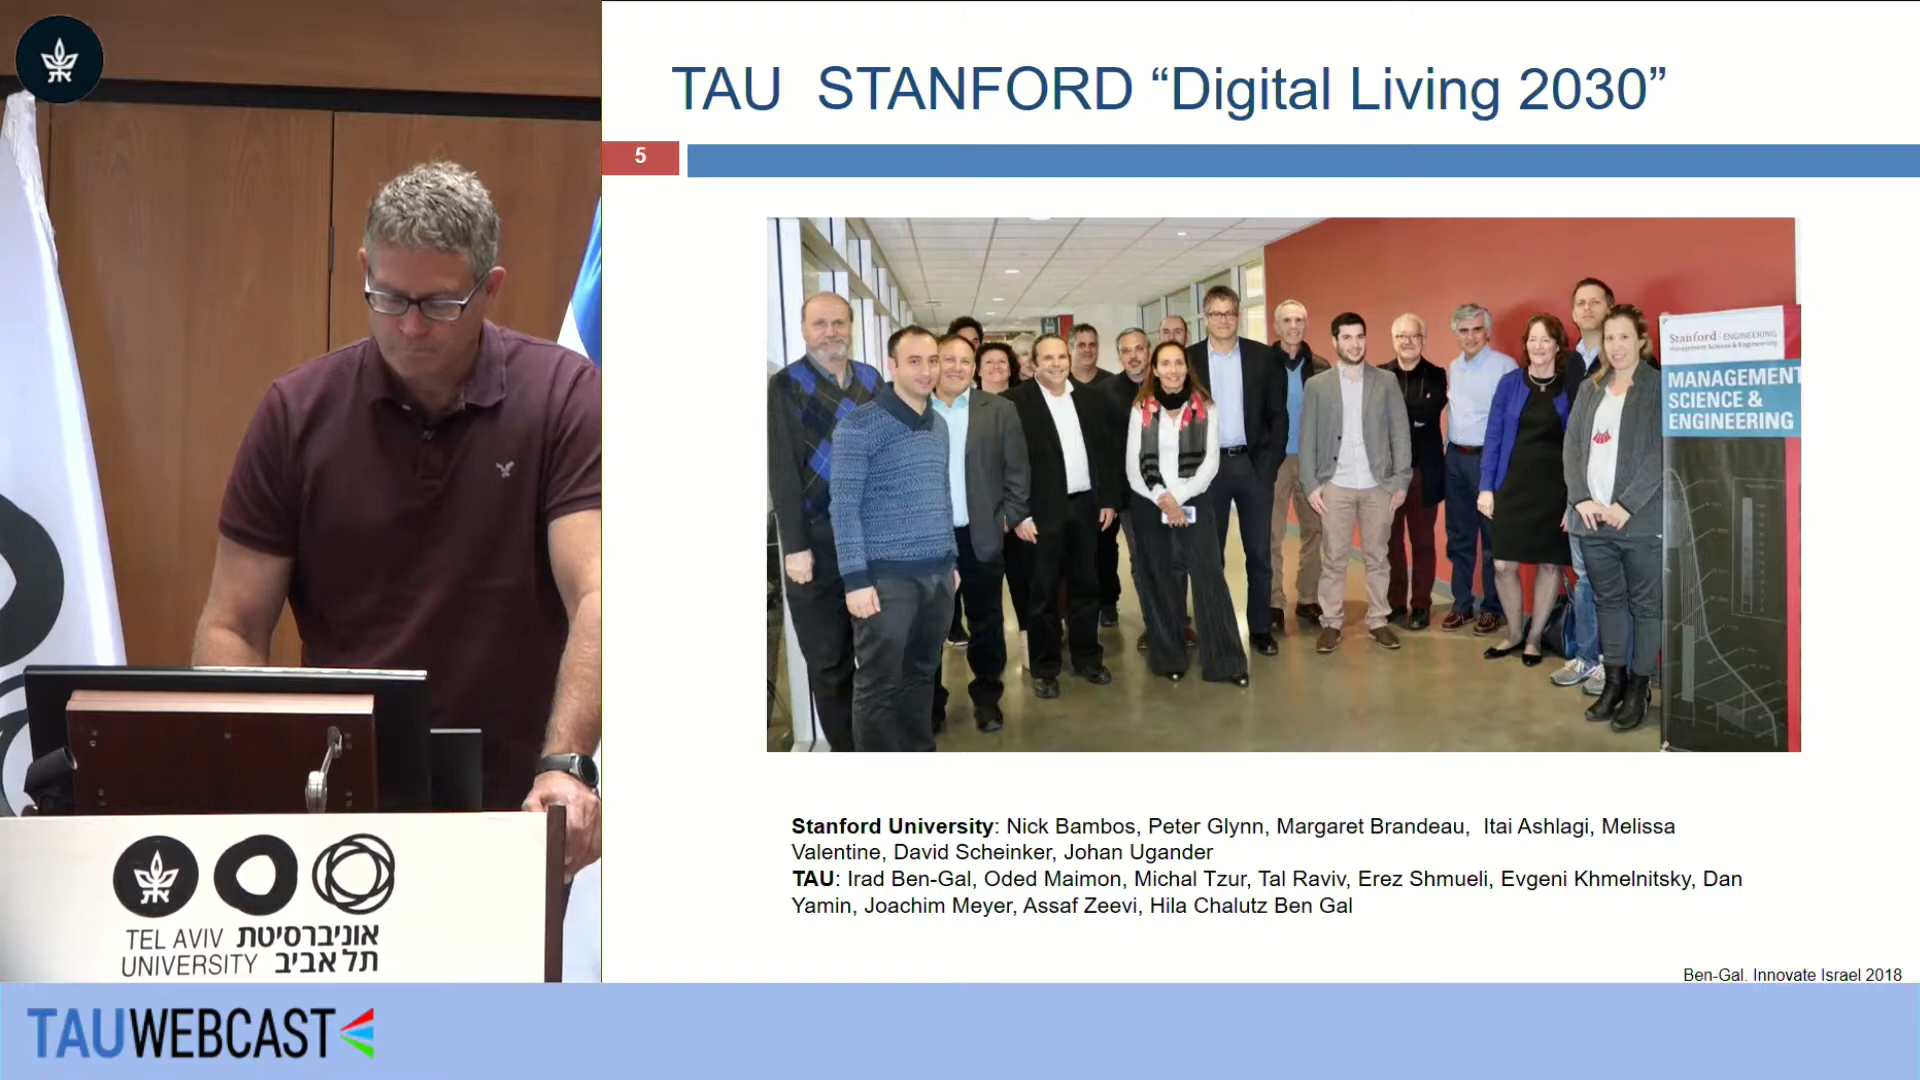 TAU STANFORD “Digital Living 2030”
5
Stanford ENGINEERING
Management Science & Engineering
MANAGEMENT
SCIENCE &
ENGINEERING
Stanford University: Nick Bambos, Peter Glynn, Margaret Brandeau, Itai Ashlagi, Melissa
Valentine, David Scheinker, Johan Ugander
TAU: Irad Ben-Gal, Oded Maimon, Michal Tzur, Tal Raviv, Erez Shmueli, Evgeni Khmelnitsky, Dan
Yamin, Joachim Meyer, Assaf Zeevi, Hila Chalutz Ben Gal
Ben-Gal. Innovate Israel 2018
TEL AVIV אוניברסיטת
UNIVERSITY תל אביב
TAUWEBCAST